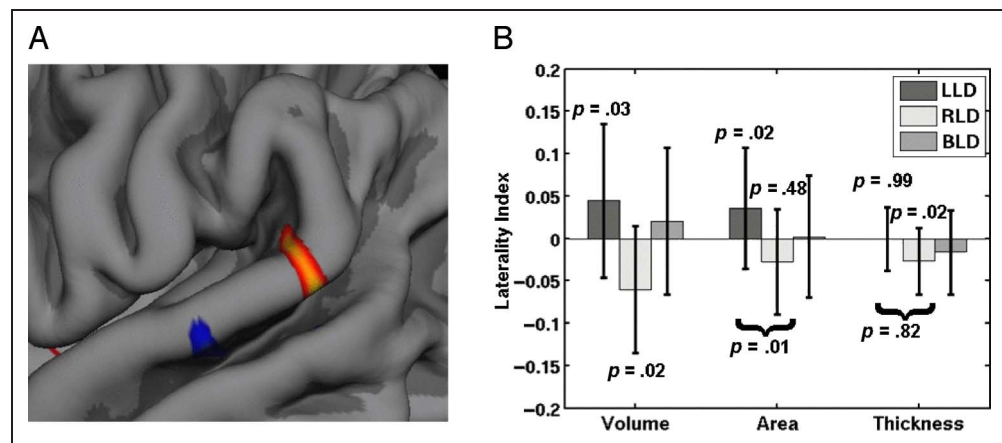 A
B
0.2
0.15
0.1
0.05
0
−0.05
−0.1
−0.15
−0.2
Laterality Index
LLD
RLD
BLD
p = .03
p = .02
p = .02
p = .48
p = .01
p = .99
p = .02
p = .82
Volume
Area
Thickness